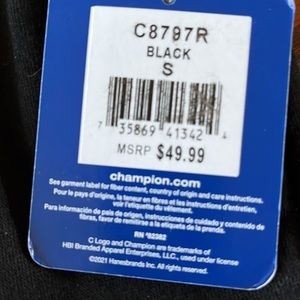 C8797R
BLACK
S
7 35869 41342 4
MSRP $49.99
champion.com
See garment label for fiber content, country of origin and care instructions.
Pour le pays d'origine, la teneur en fibres et les instructions d'entretien,
voir l'étiquette du vêtement.
Para información de país de origen, instrucciones de cuidado y contenido de
fibras, favor de remitirse a la etiqueta de la prenda.
RN #82382
C Logo and Champion are trademarks of
HBI Branded Apparel Enterprises, LLC., used under license
©2021 Hanesbrands Inc. All rights reserved.